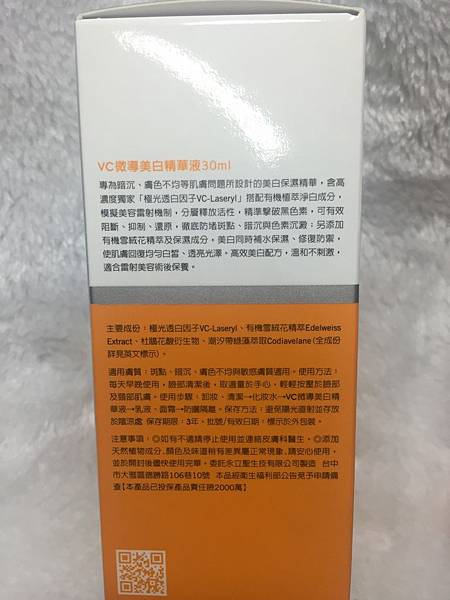 VC微導美白精華液30ml
專為暗沉、膚色不均等肌膚問題所設計的美白保濕精華，含高
濃度獨家「極光透白因子VC-Laseryl」搭配有機植萃淨白成分，
模擬美容雷射機制，分層釋放活性，精準擊破黑色素，可有效
阻斷、抑制、還原，徹底防堵斑點、暗沉與色素沉澱；另添加
有機雪絨花精萃及保濕成分，美白同時補水保濕、修復防禦，
使肌膚回復均勻白皙、透亮光澤。高效美白配方，溫和不刺激，
適合雷射美容術後保養。
主要成份：極光透白因子VC-Laseryl、有機雪絨花精萃Edelweiss
Extract、杜鵑花酸衍生物、潮汐帶綠藻萃取Codiavelane (全成份
詳見英文標示)。
適用膚質：斑點、暗沉、膚色不均與敏感膚質適用。使用方法：
每天早晚使用，臉部清潔後，取適量於手心，輕輕按壓於臉部
及頸部肌膚。使用步驟：卸妝、清潔→化妝水→VC微導美白精
華液→乳液、面霜→防曬隔離。保存方法：避免陽光直射並存放
於陰涼處 保存期限：3年。批號/有效日期：標示於外包裝。
注意事項：◎如有不適請停止使用並連絡皮膚科醫生。◎添加
天然植物成分，顏色及味道稍有差異屬正常現象，請安心使用，
並於開封後儘快使用完畢。委託永立聖生技有限公司製造 台中
市大雅區德勝路106巷10號 本品經衛生福利部公告免予申請備
查【本產品已投保產品責任險2000萬】